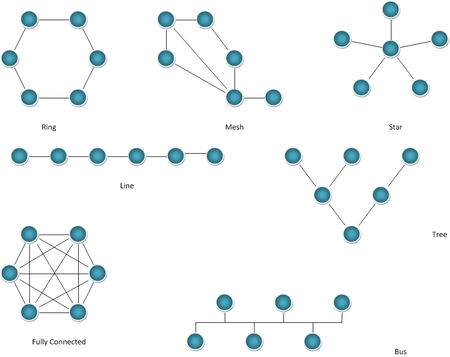 Ring
Mesh
Star
Line
Tree
Fully Connected
Bus